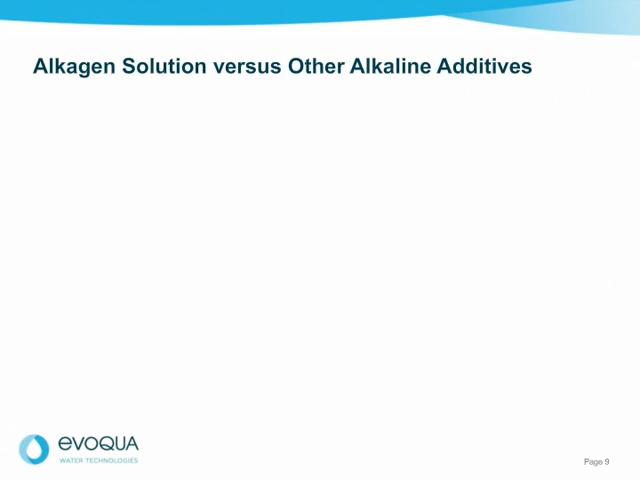 Alkagen Solution versus Other Alkaline Additives
evoqua
WATER TECHNOLOGIES
Page 9